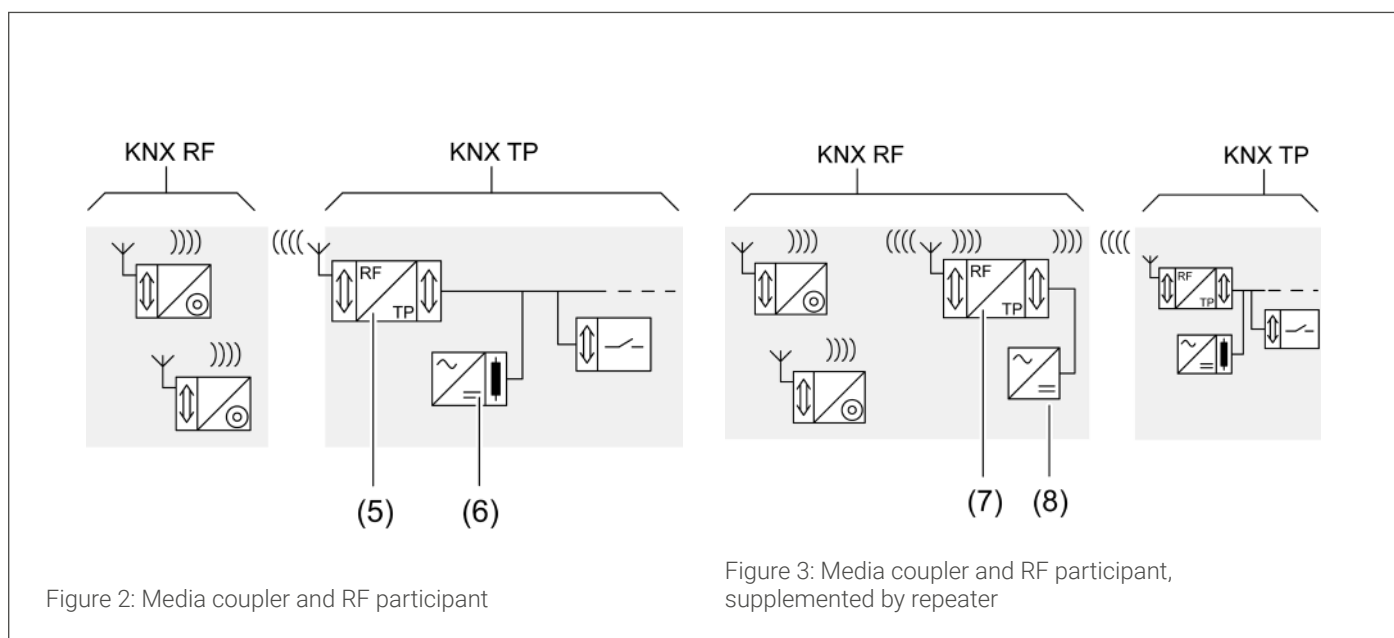 KNX RF
KNX TP
RF
TP
(5)
(6)
Figure 2: Media coupler and RF participant
KNX RF
KNX TP
RF
TP
RF
TP
(7)
(8)
Figure 3: Media coupler and RF participant,
supplemented by repeater